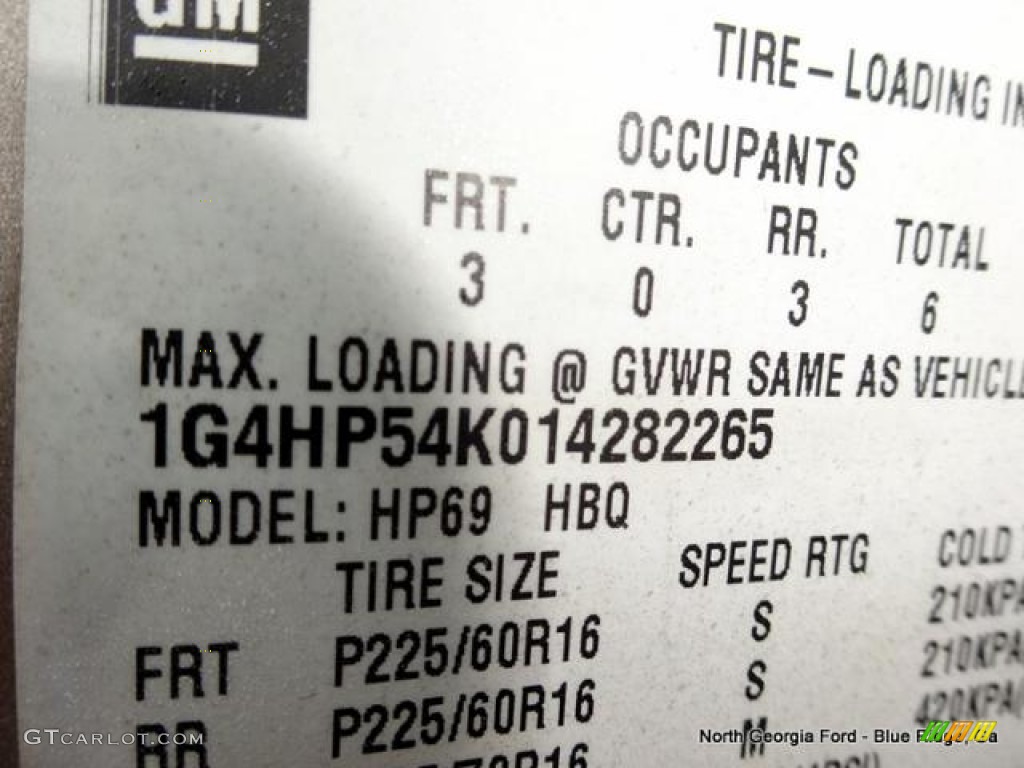 GM
TIRE-LOADING
OCCUPANTS
FRT. CTR. RR. TOTAL
3 0 3 6
MAX. LOADING @ GVWR SAME AS VEHICLE
1G4HP54K014282265
MODEL: HP69 HBQ
TIRE SIZE SPEED RTG COLD
FRT P225/60R16 S 210KPA
RR P225/60R16 S 210KPA
70R16 M 420KPA
GTCARLOT.COM
North Georgia Ford - Blue Ridge, Ga